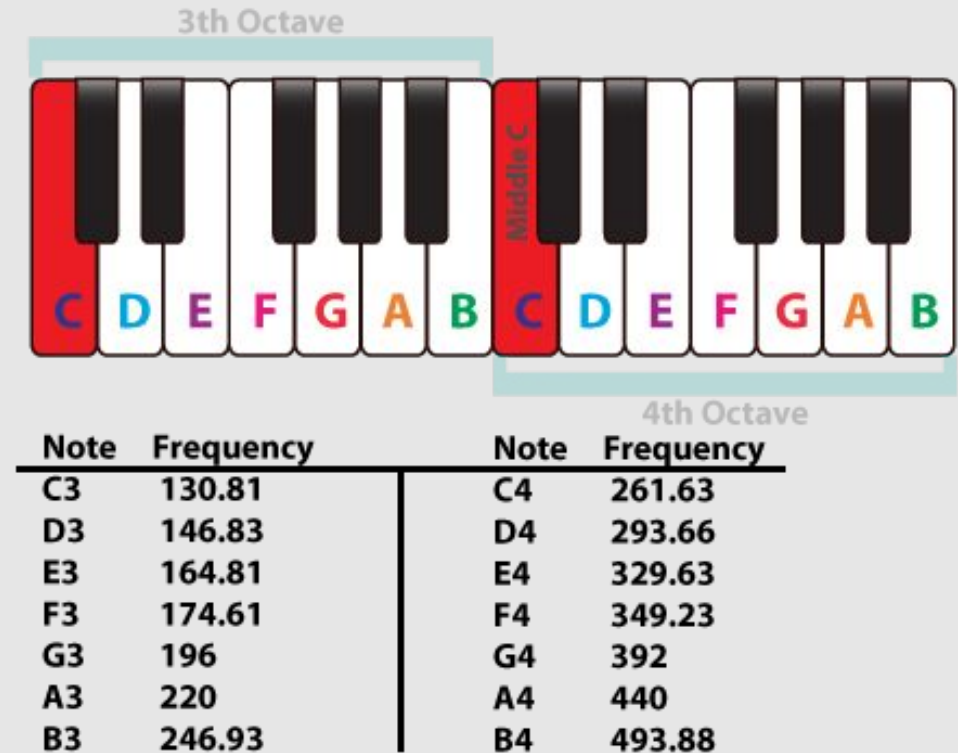 3th Octave
Middle C
C D E F G A B C D E F G A B
4th Octave
Note Frequency Note Frequency
C3 130.81 C4 261.63
D3 146.83 D4 293.66
E3 164.81 E4 329.63
F3 174.61 F4 349.23
G3 196 G4 392
A3 220 A4 440
B3 246.93 B4 493.88